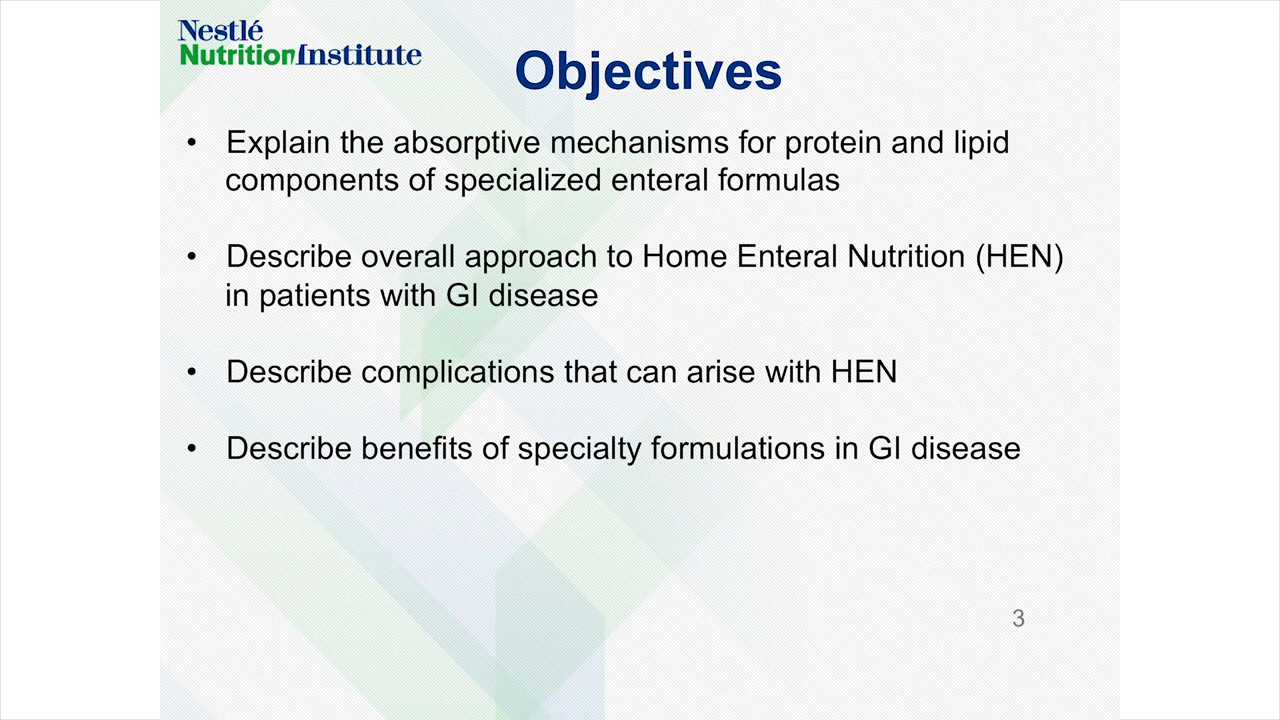 Nestlé
NutritionInstitute
Objectives
• Explain the absorptive mechanisms for protein and lipid
components of specialized enteral formulas
• Describe overall approach to Home Enteral Nutrition (HEN)
in patients with GI disease
• Describe complications that can arise with HEN
• Describe benefits of specialty formulations in GI disease
3